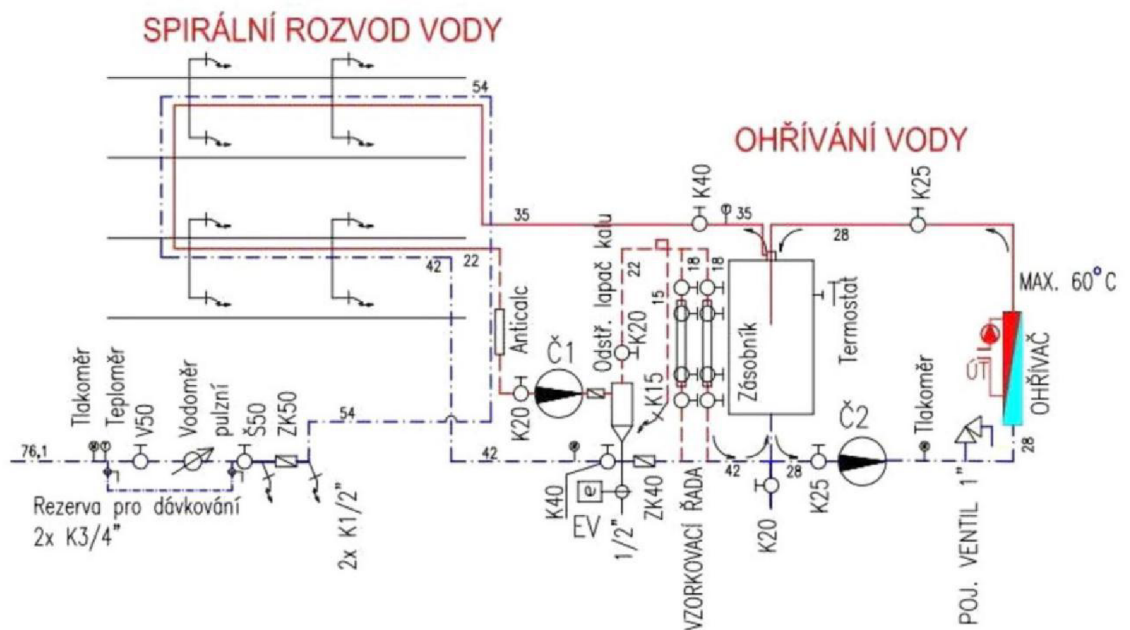 SPIRÁLNÍ ROZVOD VODY
54
OHŘÍVÁNÍ VODY
K40
K25
35
35
28
22
42
Anticalc
Odstř. lapač kalu
22
15
18
18
K20
Zásobník
Termostat
MAX. 60°C
ÚT
OHŘÍVAČ
Č1
K20
K15
Tlakoměr
Teploměr
V50
Vodoměr
pulzní
Š50
ZK50
54
Č2
Tlakoměr
76,1
42
42
28
28
Rezerva pro dávkování
2x K3/4"
2x K1/2"
K40
e
EV
1/2"
ZK40
VZORKOVACÍ ŘADA
K20
K25
POJ. VENTIL 1"